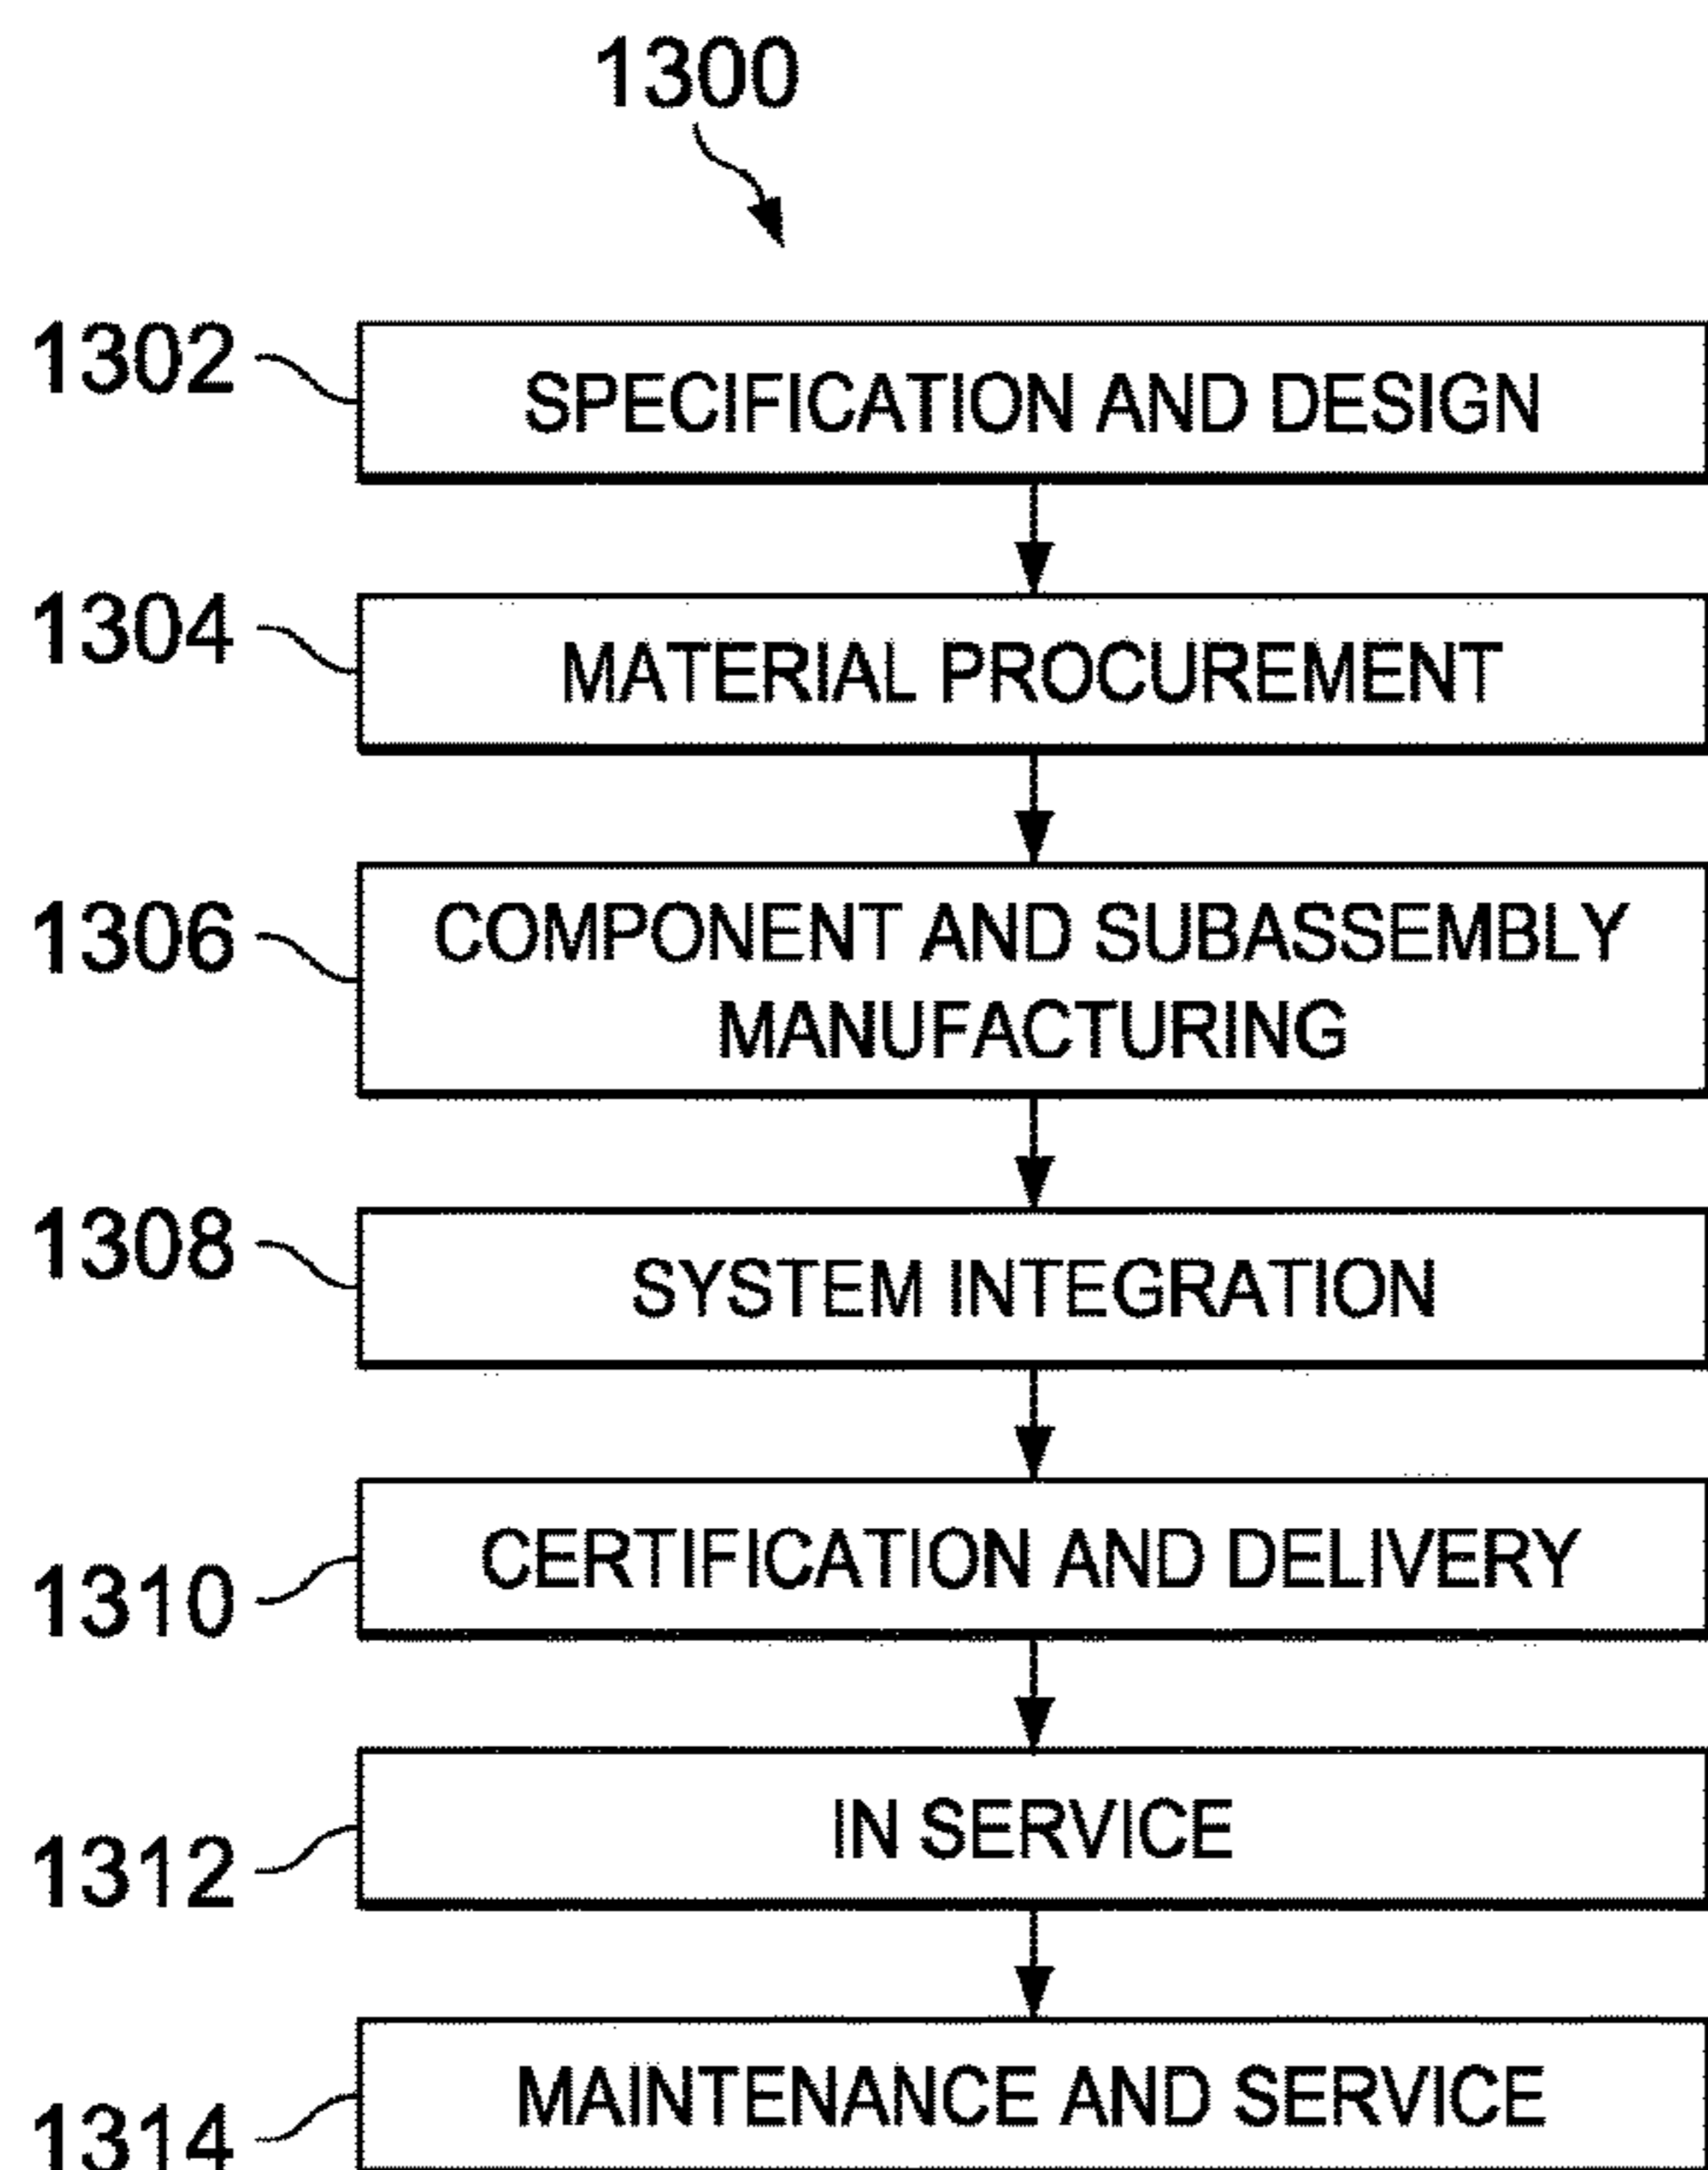 1300
1302
SPECIFICATION AND DESIGN
1304
MATERIAL PROCUREMENT
1306
COMPONENT AND SUBASSEMBLY
MANUFACTURING
1308
SYSTEM INTEGRATION
1310
CERTIFICATION AND DELIVERY
1312
IN SERVICE
1314
MAINTENANCE AND SERVICE